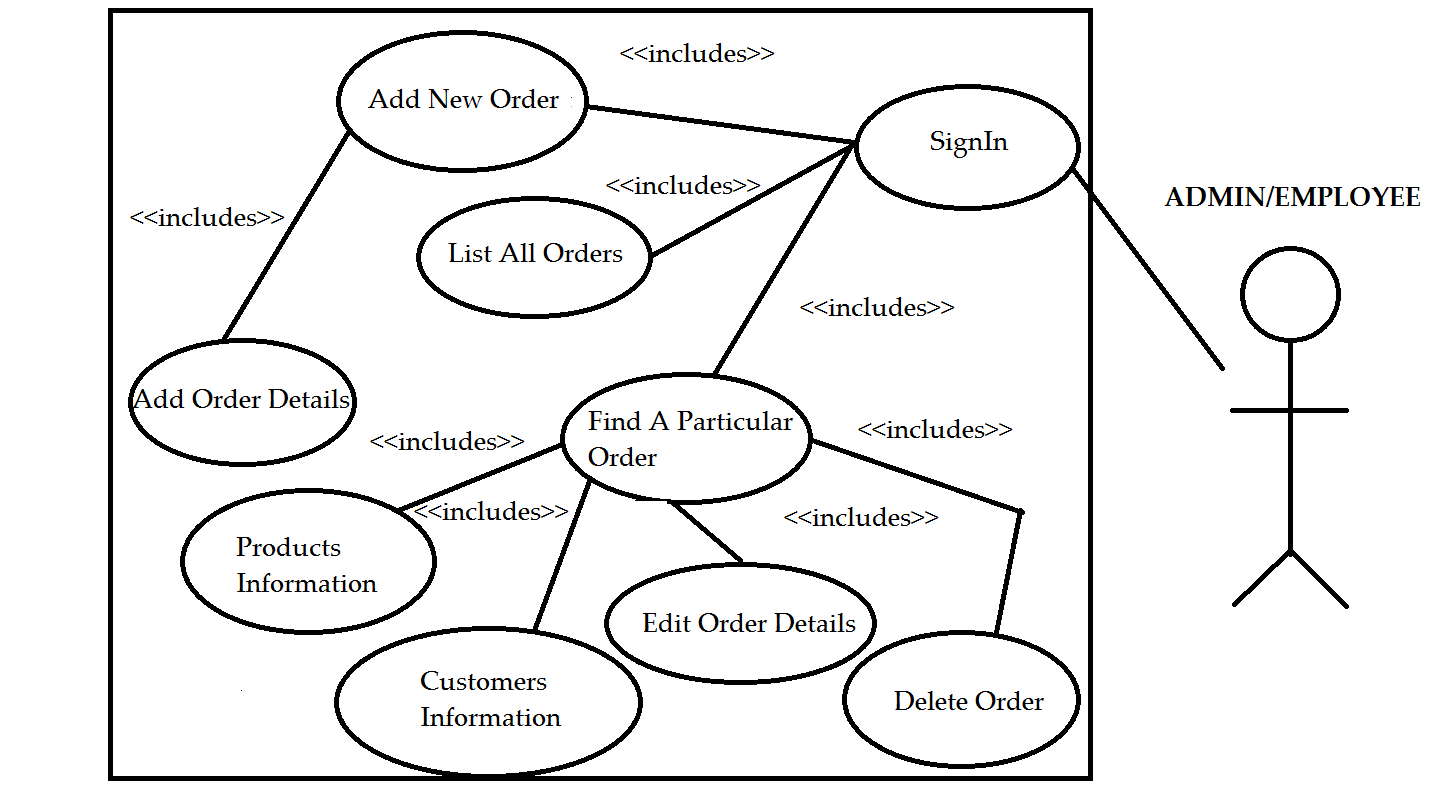 <<includes>>
Add New Order
SignIn
<<includes>>
ADMIN/EMPLOYEE
<<includes>>
List All Orders
<<includes>>
Add Order Details
Find A Particular
Order
<<includes>>
<<includes>>
<<includes>>
<<includes>>
Products
Information
Edit Order Details
Customers
Information
Delete Order